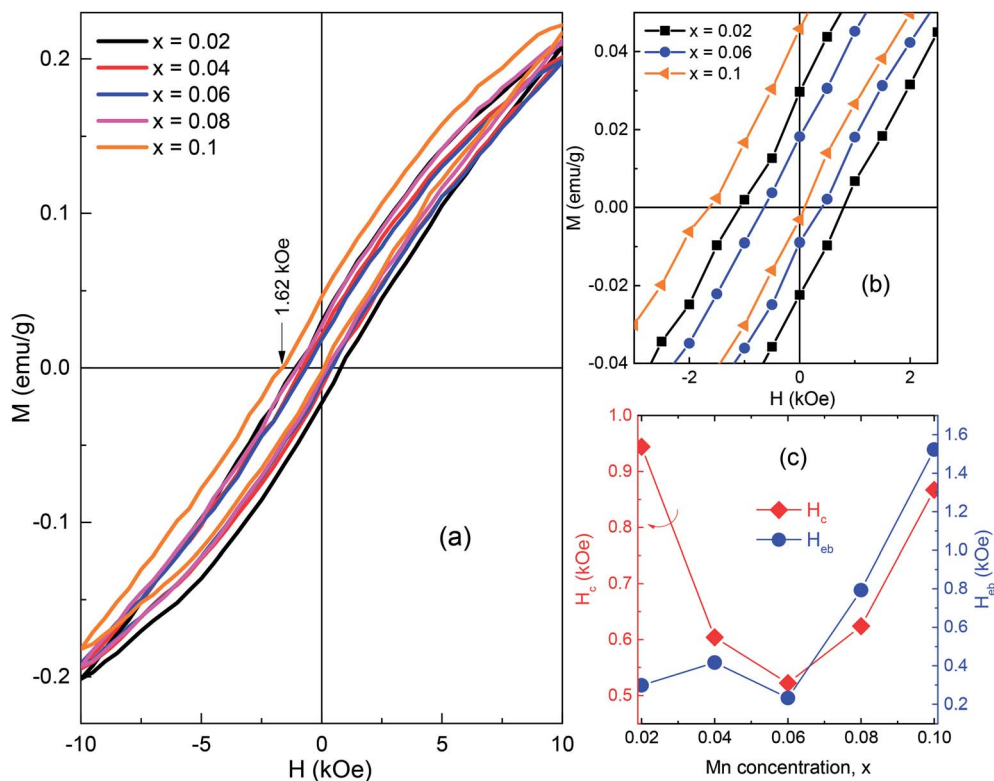 x = 0.02
x = 0.04
x = 0.06
x = 0.08
x = 0.1
0.2
0.1
0.0
-0.1
-0.2
M (emu/g)
1.62 kOe
(a)
-10
-5
0
5
10
H (kOe)
x = 0.02
x = 0.06
x = 0.1
0.04
0.02
0.00
-0.02
-0.04
M (emu/g)
(b)
-2
0
2
H (kOe)
1.0
0.9
0.8
0.7
0.6
0.5
H_c (kOe)
(c)
H_c
H_eb
1.6
1.4
1.2
1.0
0.8
0.6
0.4
0.2
H_eb (kOe)
0.02
0.04
0.06
0.08
0.10
Mn concentration, x